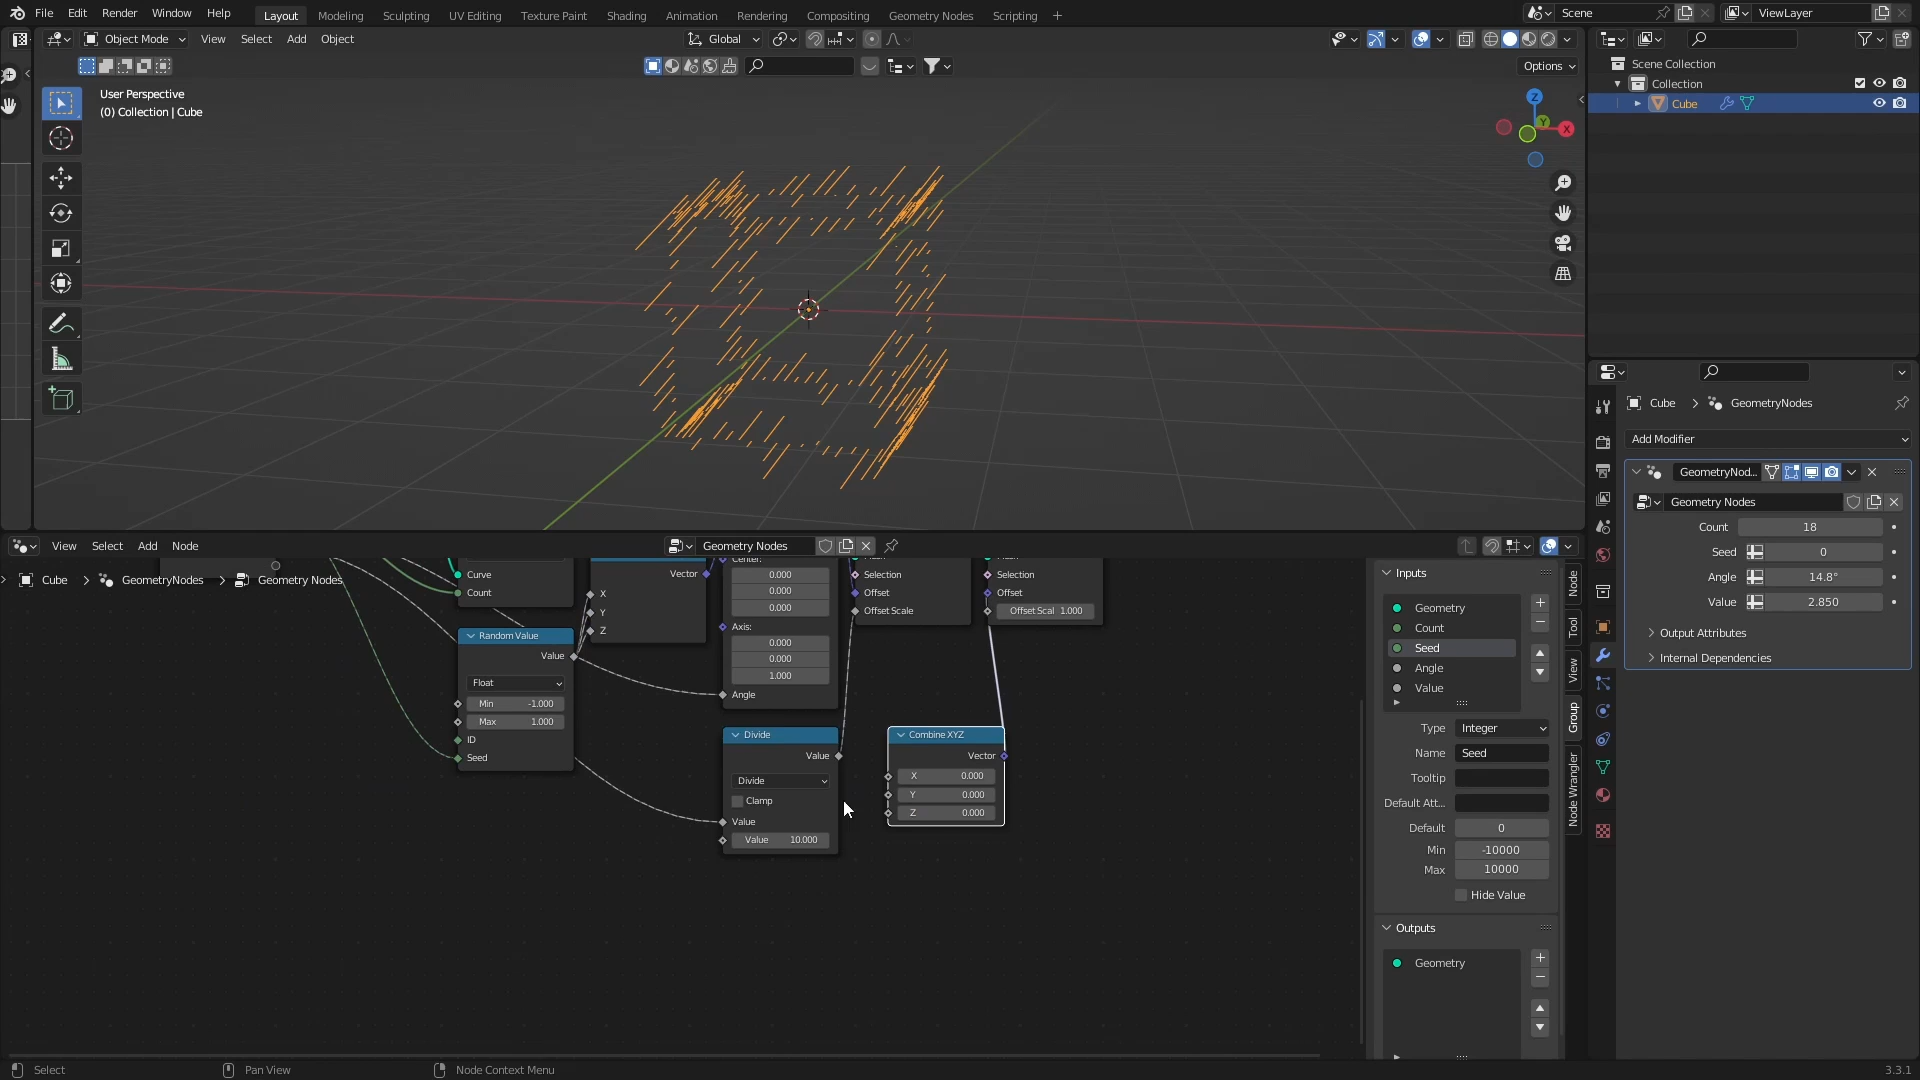 File Edit Render Window Help
Layout Modeling Sculpting UV Editing Texture Paint Shading Animation Rendering Compositing Geometry Nodes Scripting +
Scene
ViewLayer
Object Mode View Select Add Object
Global
Options
User Perspective
(0) Collection | Cube
Z
Y
X
Scene Collection
Collection
Cube
Cube > GeometryNodes
Add Modifier
GeometryNod...
Geometry Nodes
Count 18
Seed 0
Angle 14.8°
Value 2.850
Output Attributes
Internal Dependencies
View Select Add Node
Geometry Nodes
Cube > GeometryNodes > Geometry Nodes
Curve
Count
Random Value
Value
Float
Min -1.000
Max 1.000
ID
Seed
Vector
X
Y
Z
Center:
0.000
0.000
0.000
Axis:
0.000
0.000
1.000
Angle
Divide
Value
Divide
Clamp
Value
Value 10.000
Selection
Offset
Offset Scale
Selection
Offset
Offset Scal 1.000
Combine XYZ
Vector
X 0.000
Y 0.000
Z 0.000
Inputs
Geometry
Count
Seed
Angle
Value
Type Integer
Name Seed
Tooltip
Default Att...
Default 0
Min -10000
Max 10000
Hide Value
Outputs
Geometry
Node
Tool
View
Group
Node Wrangler
Select
Pan View
Node Context Menu
3.3.1